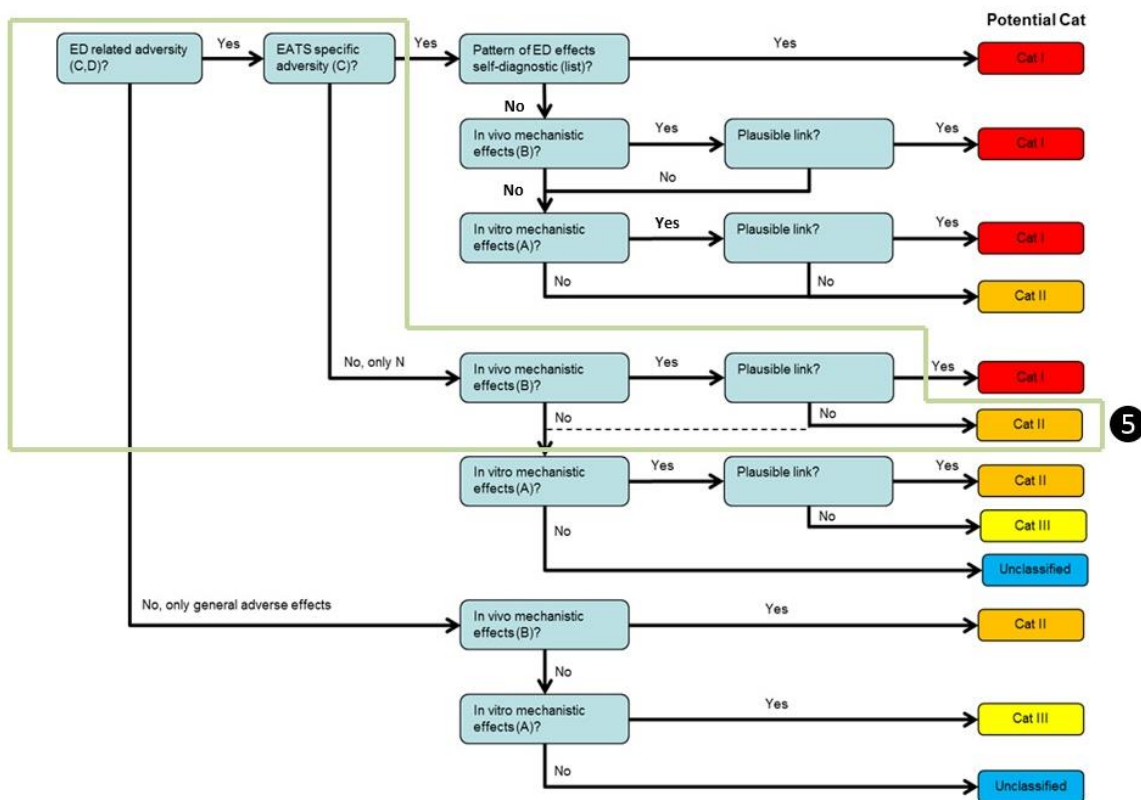 Potential Cat
ED related adversity
(C,D)?
Yes
EATS specific
adversity (C)?
Yes
Pattern of ED effects
self-diagnostic (list)?
Yes
Cat I
No
In vivo mechanistic
effects (B)?
Yes
Plausible link?
Yes
Cat I
No
No
In vitro mechanistic
effects (A)?
Yes
Plausible link?
Yes
Cat I
No
No
Cat II
No, only N
In vivo mechanistic
effects (B)?
Yes
Plausible link?
Yes
Cat I
No
No
Cat II
5
In vitro mechanistic
effects (A)?
Yes
Plausible link?
Yes
Cat II
No
No
Cat III
Unclassified
No, only general adverse effects
In vivo mechanistic
effects (B)?
Yes
Cat II
No
In vitro mechanistic
effects (A)?
Yes
Cat III
No
Unclassified